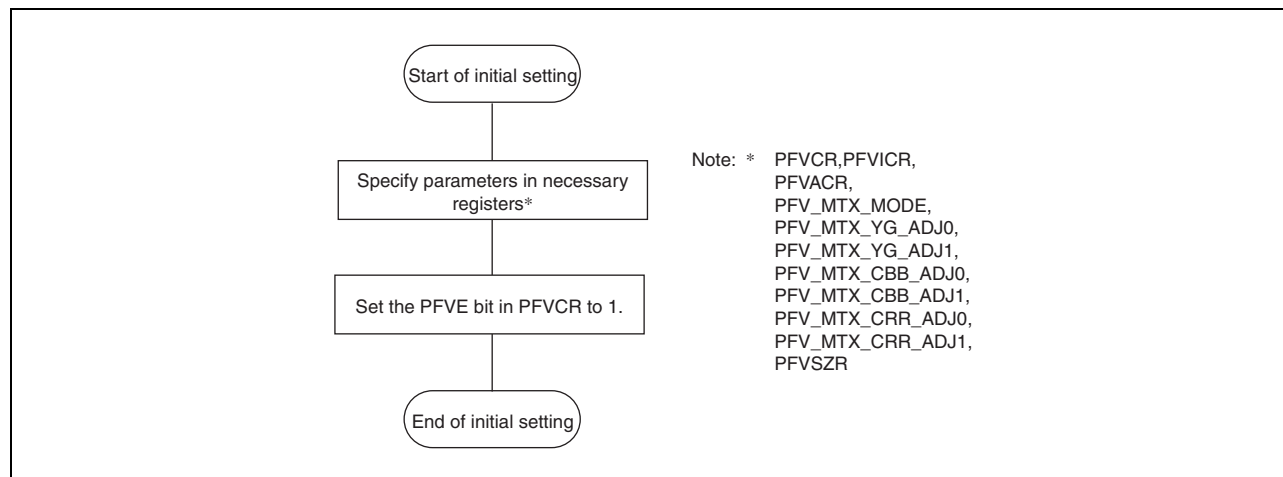 Start of initial setting
Specify parameters in necessary
registers*
Set the PFVE bit in PFVCR to 1.
End of initial setting
Note: * PFVCR,PFVICR,
PFVACR,
PFV_MTX_MODE,
PFV_MTX_YG_ADJ0,
PFV_MTX_YG_ADJ1,
PFV_MTX_CBB_ADJ0,
PFV_MTX_CBB_ADJ1,
PFV_MTX_CRR_ADJ0,
PFV_MTX_CRR_ADJ1,
PFVSZR